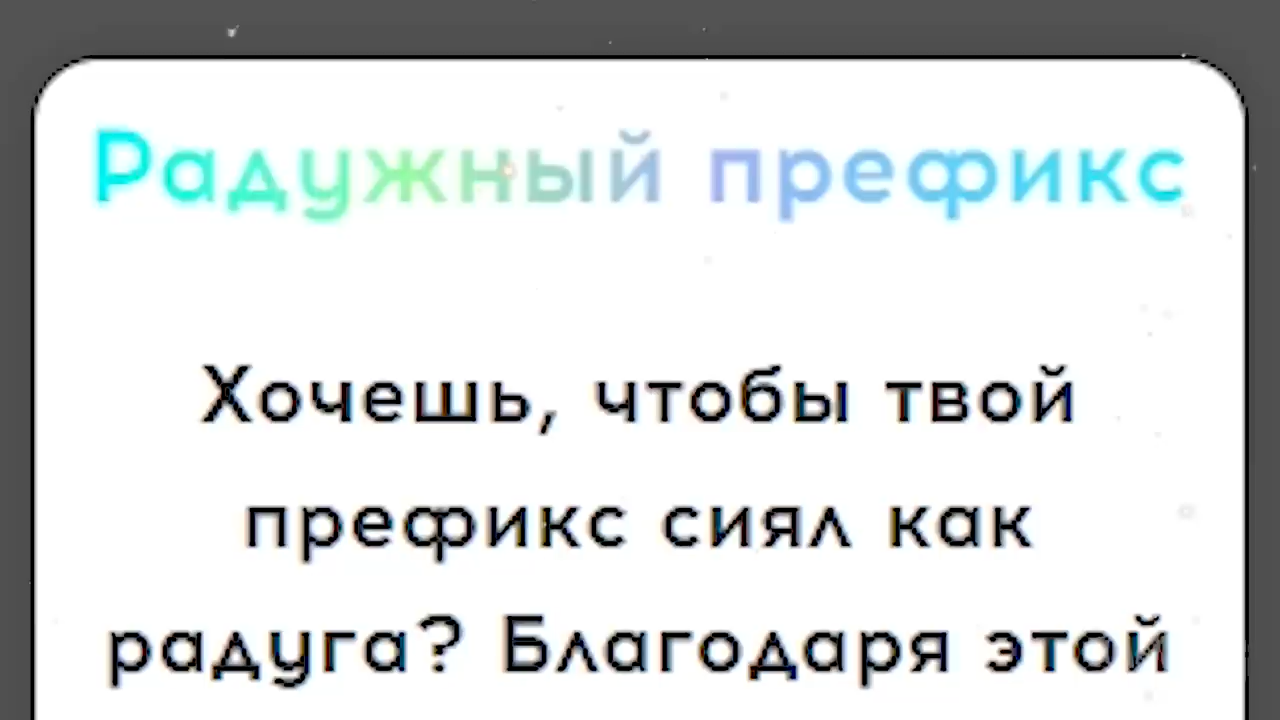 Радужный префикс
Хочешь, чтобы твой
префикс сиял как
радуга? Благодаря этой